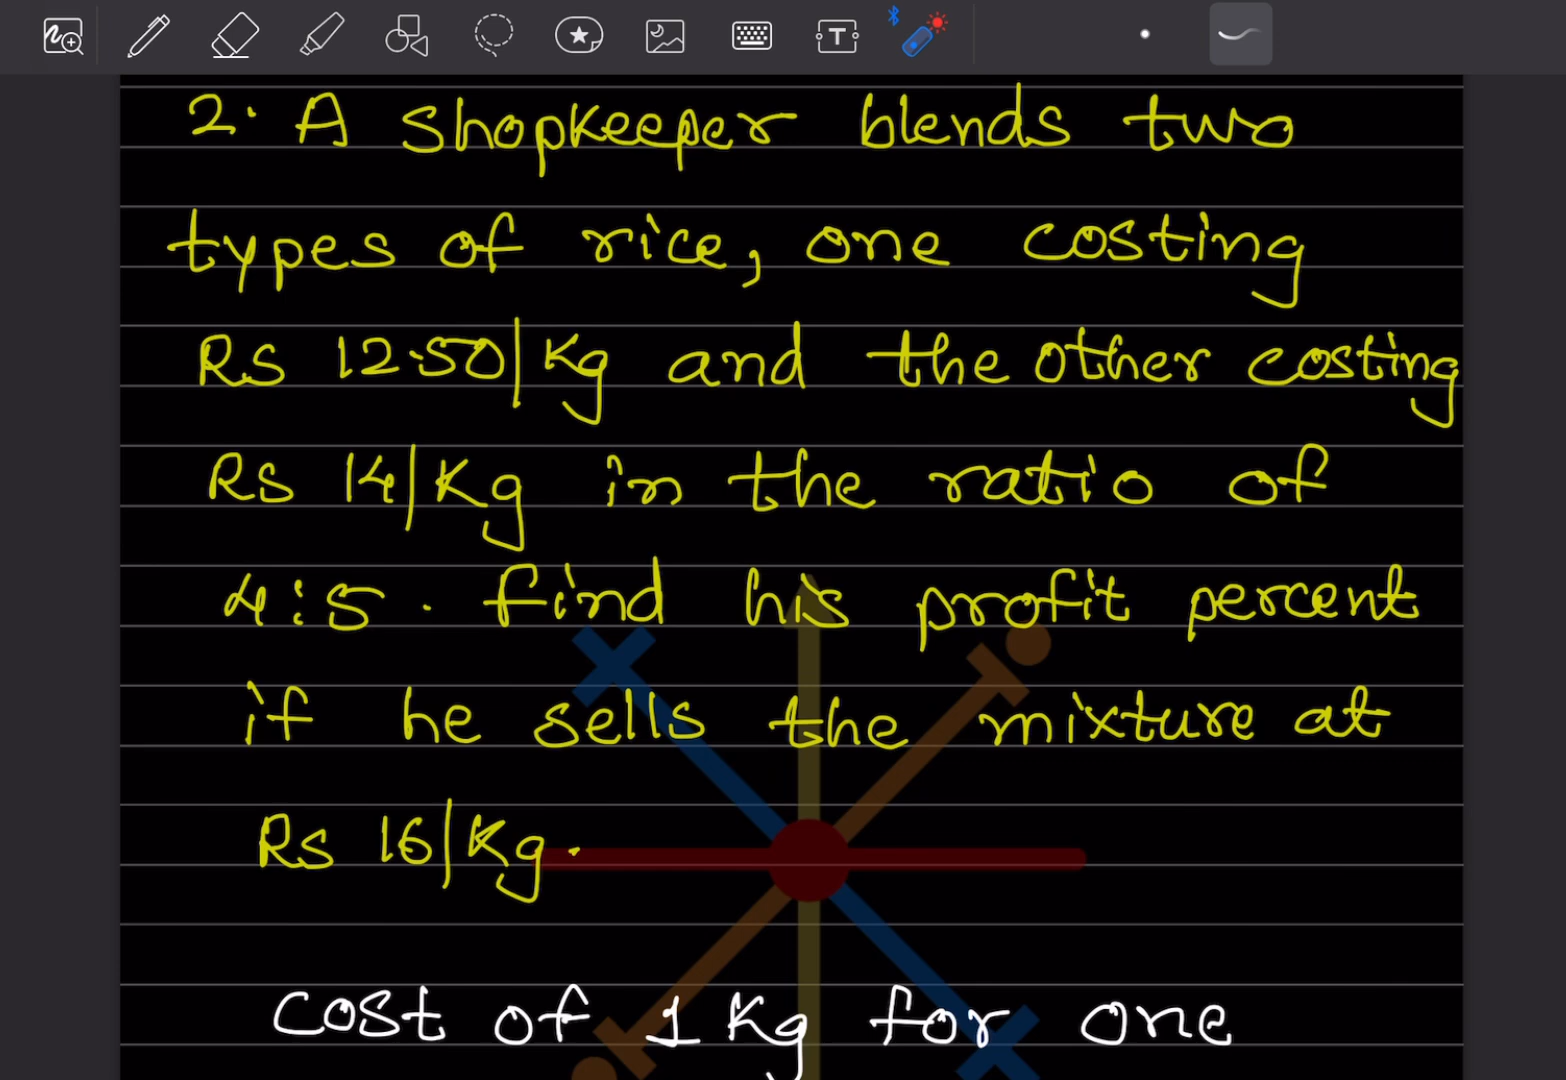 2. A shopkeeper blends two
types of rice, one costing
Rs 12.50/Kg and the other costing
Rs 14/Kg in the ratio of
4:5. find his profit percent
if he sells the mixture at
Rs 16/Kg.
cost of 1 Kg for one